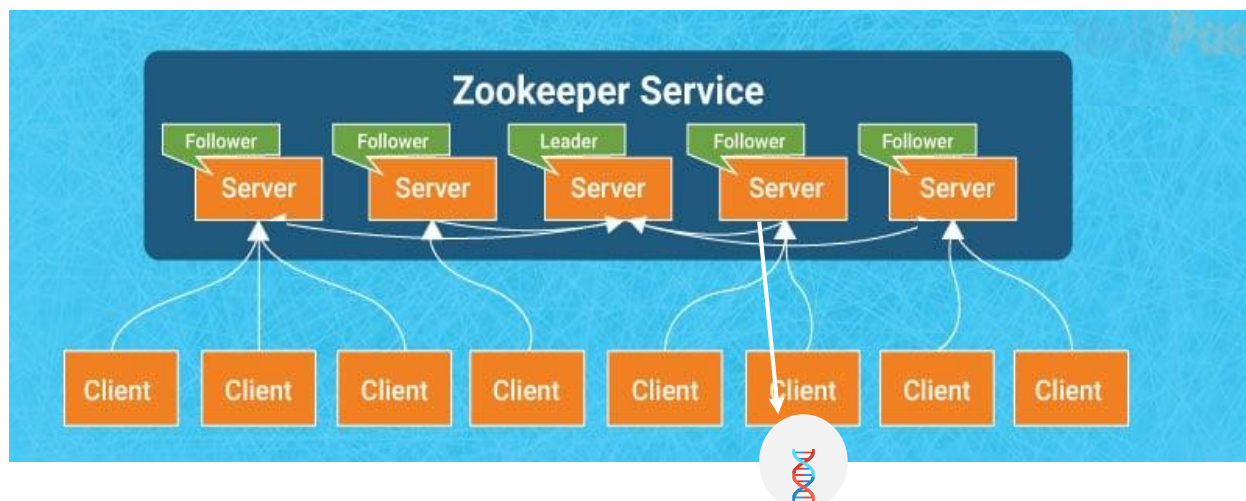 Zookeeper Service
Follower Follower Leader Follower Follower
Server Server Server Server Server
Client Client Client Client Client Client Client Client